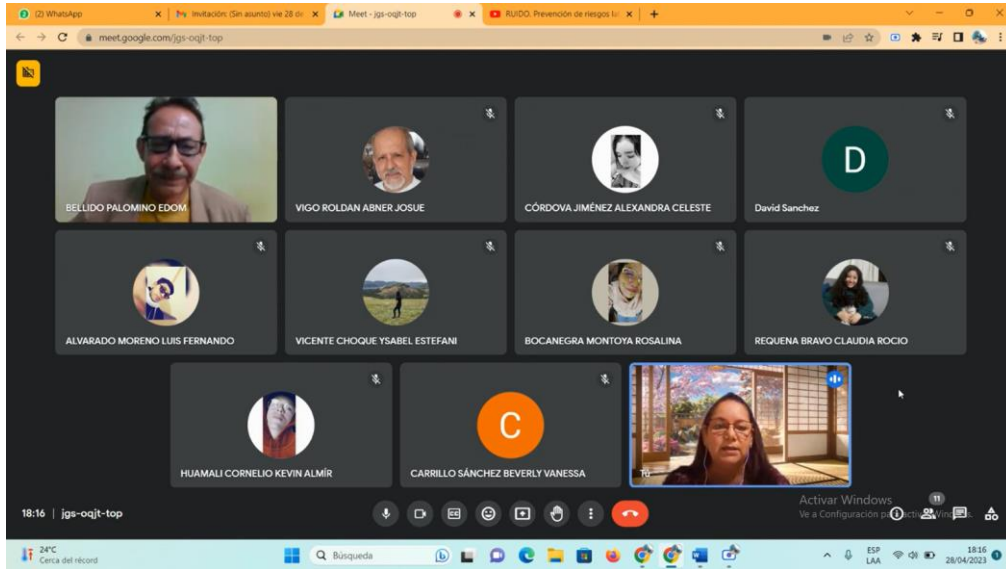 (2) WhatsApp
Invitación: (Sin asunto) vie 28 de
Meet - jgs-oqjt-top
RUIDO. Prevención de riesgos la
meet.google.com/jgs-oqjt-top
BELLIDO PALOMINO EDOM
VIGO ROLDAN ABNER JOSUE
CÓRDOVA JIMÉNEZ ALEXANDRA CELESTE
D
David Sanchez
ALVARADO MORENO LUIS FERNANDO
VICENTE CHOQUE YSABEL ESTEFANI
BOCANEGRA MONTOYA ROSALINA
REQUENA BRAVO CLAUDIA ROCIO
HUAMALI CORNELIO KEVIN ALMÍR
C
CARRILLO SÁNCHEZ BEVERLY VANESSA
Tú
Activar Windows
Ve a Configuración
11
18:16 | jgs-oqjt-top
CC
24°C
Cerca del récord
Búsqueda
ESP
LAA
18:16
28/04/2023